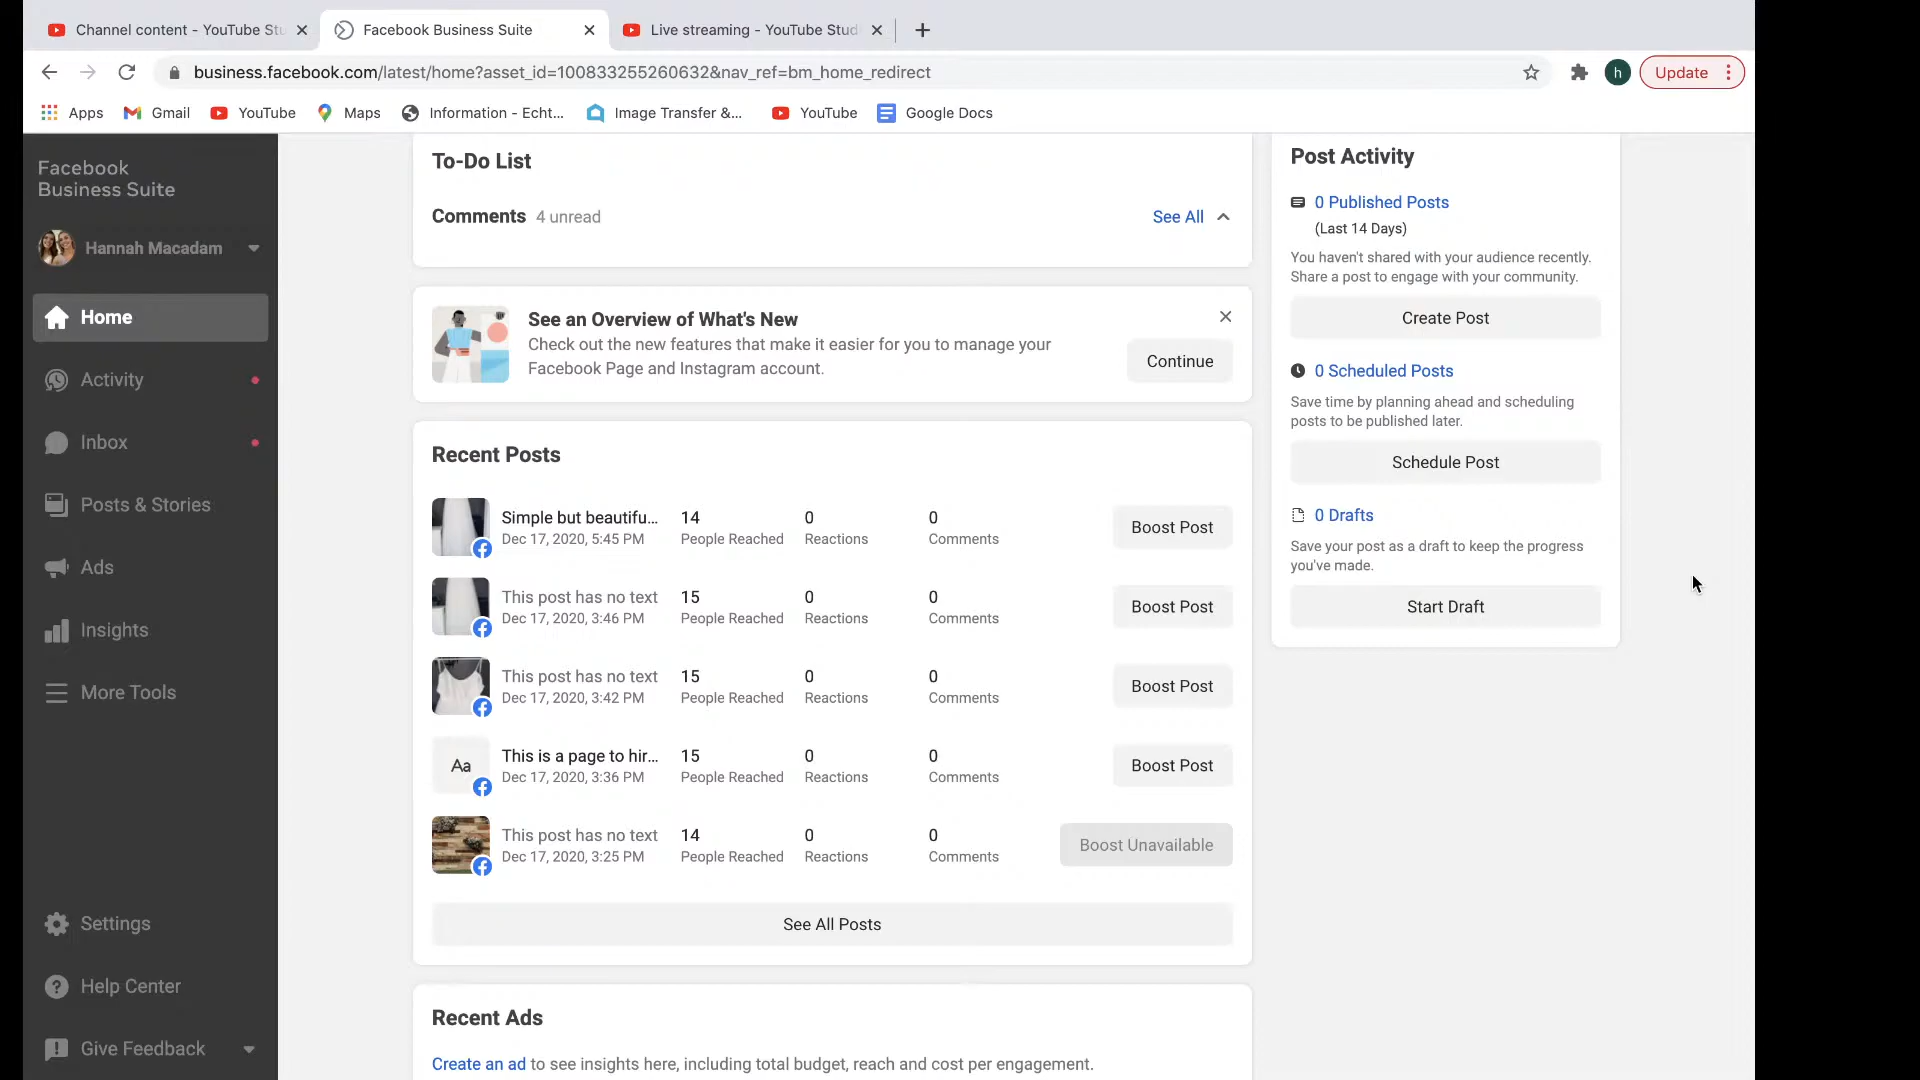 Channel content - YouTube Stu
Facebook Business Suite
Live streaming - YouTube Stud
business.facebook.com/latest/home?asset_id=100833255260632&nav_ref=bm_home_redirect
h
Update
Apps
Gmail
YouTube
Maps
Information - Echt...
Image Transfer &...
YouTube
Google Docs
Facebook
Business Suite
Hannah Macadam
Home
Activity
Inbox
Posts & Stories
Ads
Insights
More Tools
Settings
Help Center
Give Feedback
To-Do List
Comments 4 unread
See All
See an Overview of What's New
Check out the new features that make it easier for you to manage your
Facebook Page and Instagram account.
Continue
Recent Posts
Simple but beautifu... 14 0 0
Dec 17, 2020, 5:45 PM People Reached Reactions Comments
Boost Post
This post has no text 15 0 0
Dec 17, 2020, 3:46 PM People Reached Reactions Comments
Boost Post
This post has no text 15 0 0
Dec 17, 2020, 3:42 PM People Reached Reactions Comments
Boost Post
Aa
This is a page to hir... 15 0 0
Dec 17, 2020, 3:36 PM People Reached Reactions Comments
Boost Post
This post has no text 14 0 0
Dec 17, 2020, 3:25 PM People Reached Reactions Comments
Boost Unavailable
See All Posts
Recent Ads
Create an ad to see insights here, including total budget, reach and cost per engagement.
Post Activity
0 Published Posts
(Last 14 Days)
You haven't shared with your audience recently.
Share a post to engage with your community.
Create Post
0 Scheduled Posts
Save time by planning ahead and scheduling
posts to be published later.
Schedule Post
0 Drafts
Save your post as a draft to keep the progress
you've made.
Start Draft